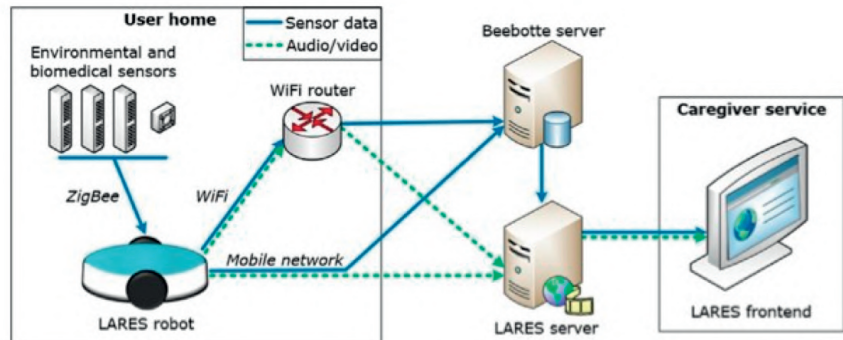 User home
Sensor data
Audio/video
Environmental and
biomedical sensors
WiFi router
Beebotte server
Caregiver service
ZigBee
WiFi
Mobile network
LARES robot
LARES server
LARES frontend